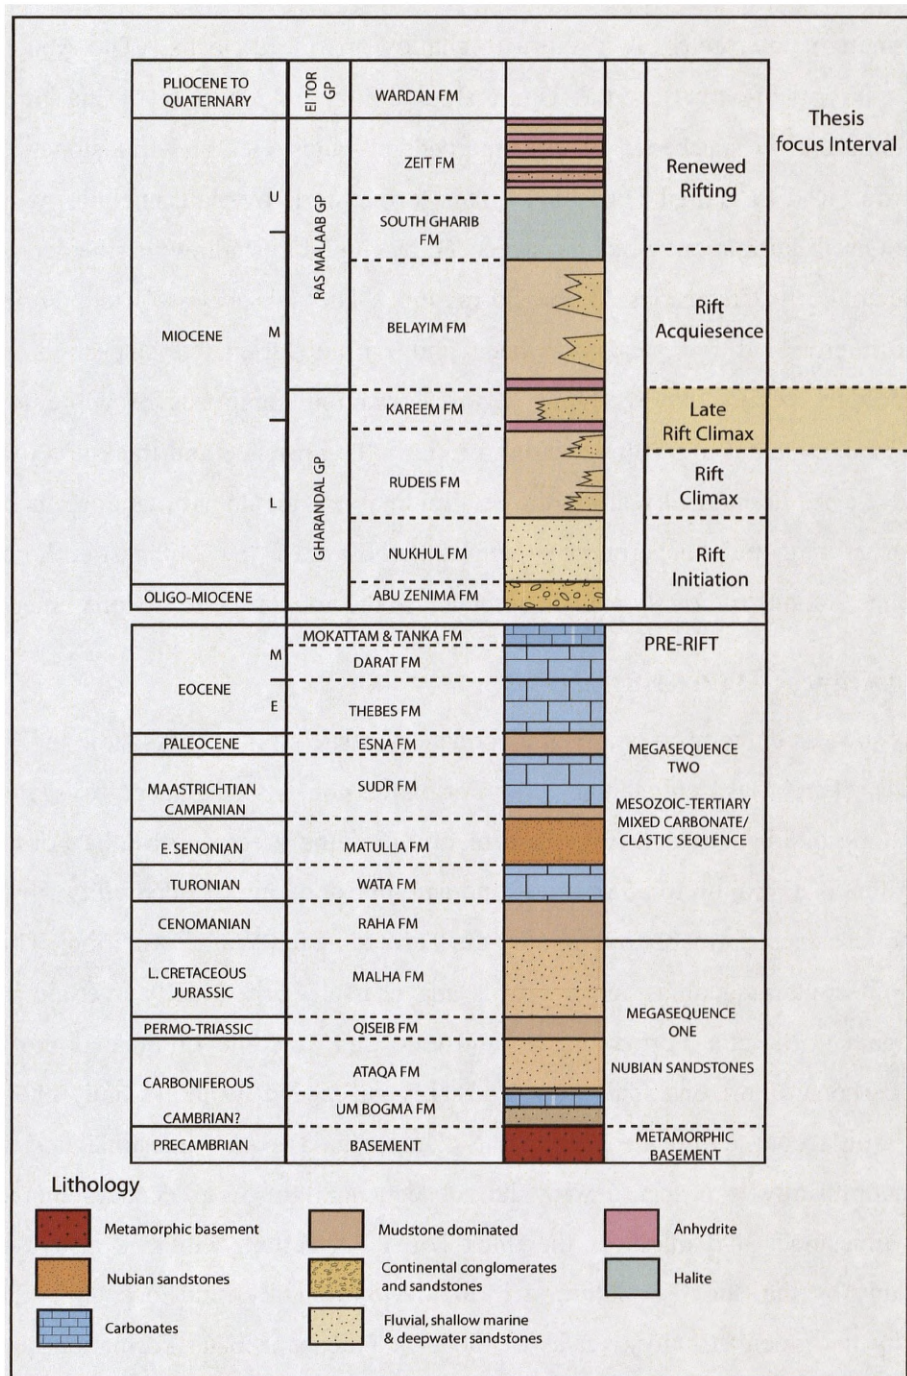 PLIOCENE TO
QUATERNARY
El TOR
GP
WARDAN FM
Thesis
focus Interval
MIOCENE
U
M
L
RAS MALAAB GP
GHARANDAL GP
ZEIT FM
SOUTH GHARIB
FM
BELAYIM FM
KAREEM FM
RUDEIS FM
NUKHUL FM
Renewed
Rifting
Rift
Acquiesence
Late
Rift Climax
Rift
Climax
Rift
Initiation
OLIGO-MIOCENE
ABU ZENIMA FM
EOCENE
M
E
MOKATTAM & TANKA FM
DARAT FM
THEBES FM
PRE-RIFT
PALEOCENE
ESNA FM
MAASTRICHTIAN
CAMPANIAN
SUDR FM
E. SENONIAN
MATULLA FM
TURONIAN
WATA FM
CENOMANIAN
RAHA FM
MEGASEQUENCE
TWO
MESOZOIC-TERTIARY
MIXED CARBONATE/
CLASTIC SEQUENCE
L. CRETACEOUS
JURASSIC
MALHA FM
PERMO-TRIASSIC
QISEIB FM
CARBONIFEROUS
CAMBRIAN?
ATAQA FM
UM BOGMA FM
MEGASEQUENCE
ONE
NUBIAN SANDSTONES
PRECAMBRIAN
BASEMENT
METAMORPHIC
BASEMENT
Lithology
Metamorphic basement
Nubian sandstones
Carbonates
Mudstone dominated
Continental conglomerates
and sandstones
Fluvial, shallow marine
& deepwater sandstones
Anhydrite
Halite